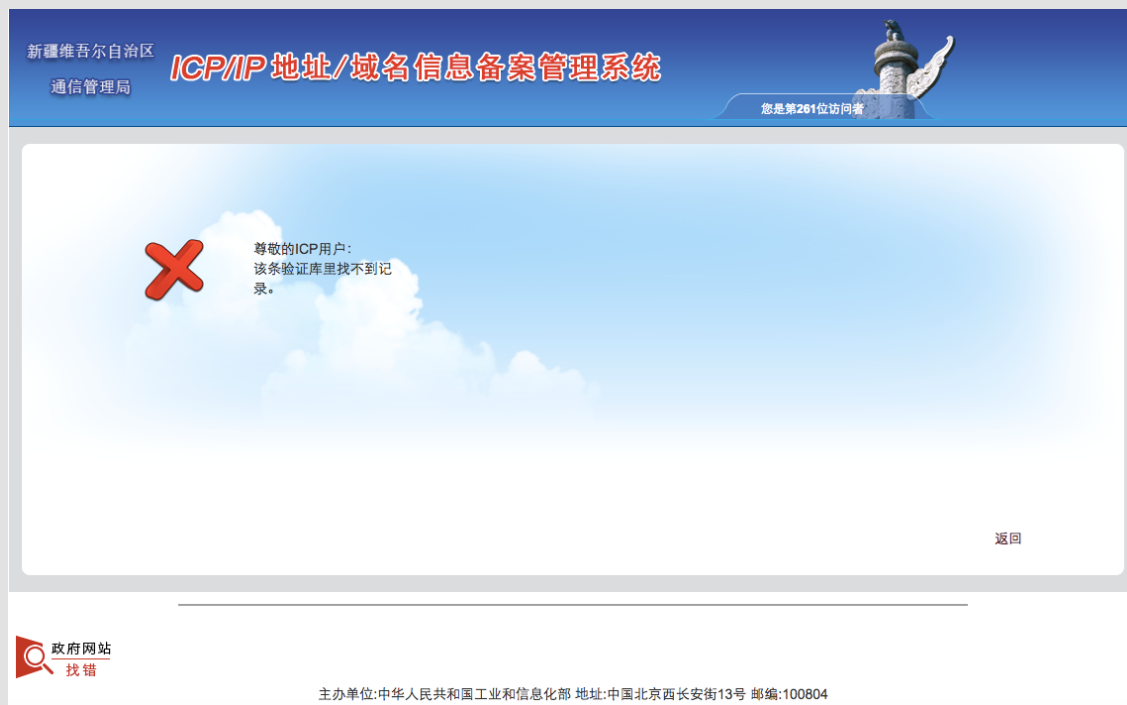 新疆维吾尔自治区
通信管理局
ICP/IP地址/域名信息备案管理系统
您是第261位访问者
尊敬的ICP用户:
该条验证库里找不到记
录。
返回
政府网站
找错
主办单位:中华人民共和国工业和信息化部 地址:中国北京西长安街13号 邮编:100804